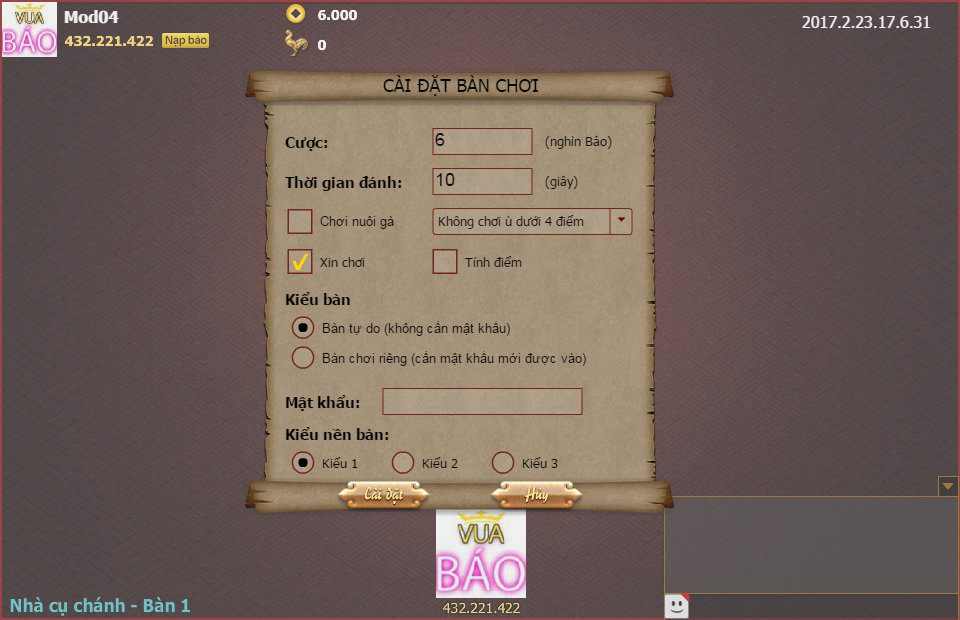 VUA
BÁO
Mod04
432.221.422 Nạp bảo
6.000
0
2017.2.23.17.6.31
CÀI ĐẶT BÀN CHƠI
Cược: 6 (nghìn Bảo)
Thời gian đánh: 10 (giây)
Chơi nuôi gà Không chơi ù dưới 4 điểm
Xin chơi Tính điểm
Kiểu bàn
Bàn tự do (không cần mật khẩu)
Bàn chơi riêng (cần mật khẩu mới được vào)
Mật khẩu:
Kiểu nền bàn:
Kiểu 1 Kiểu 2 Kiểu 3
Cài đặt Hủy
VUA
BÁO
432.221.422
Nhà cụ chánh - Bàn 1